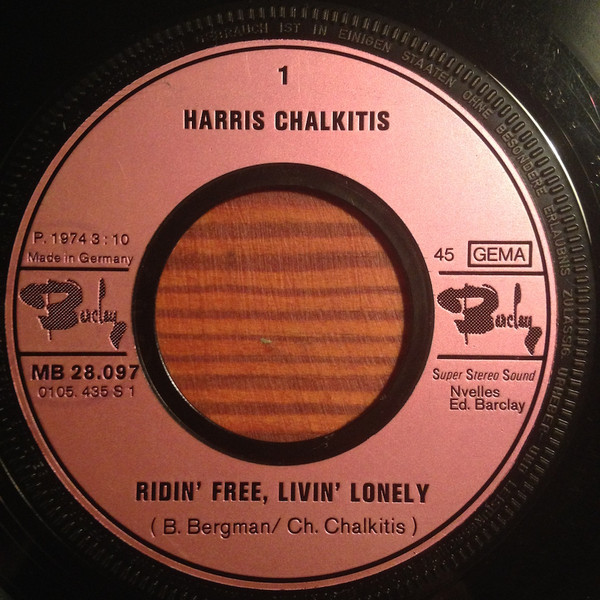 BRAUCH IST IN EINIGEN STAATEN OHNE BESONDERE ERLAUBNIS ZULÄSSIG.
1
HARRIS CHALKITIS
P. 1974 3:10
Made in Germany
45 GEMA
Barclay
Barclay
MB 28.097
0105. 435 S 1
Super Stereo Sound
Nvelles
Ed. Barclay
RIDIN' FREE, LIVIN' LONELY
( B. Bergman/ Ch. Chalkitis )